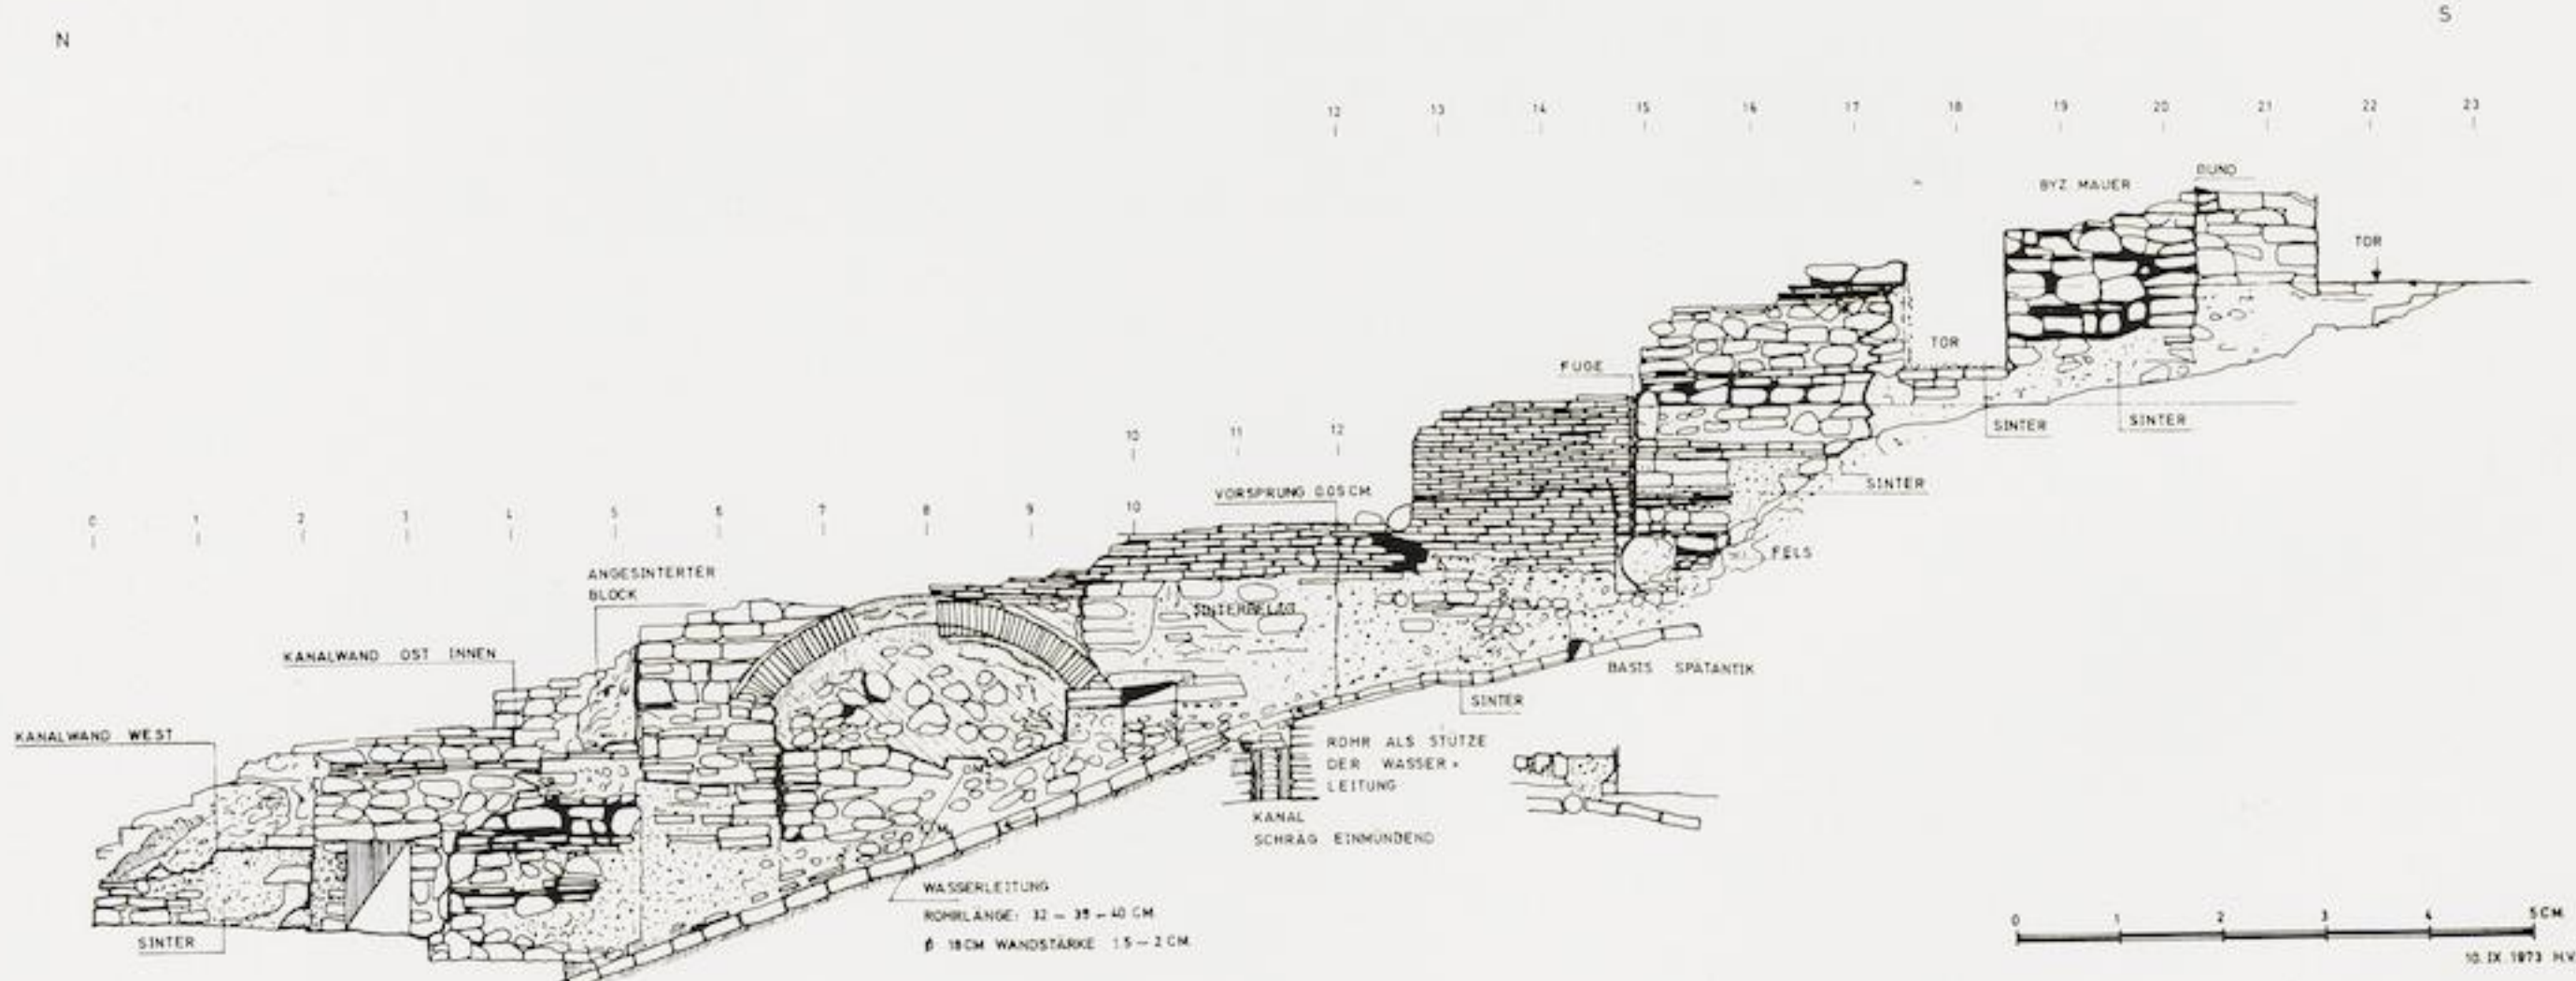 N
S
12 13 14 15 16 17 18 19 20 21 22 23
BUND
BYZ MAUER
TOR
TOR
FUGE
SINTER
SINTER
10 11 12
SINTER
VORSPRUNG 0.05 CM.
0 1 2 3 4 5 6 7 8 9 10
FELS
ANGESINTERTER
BLOCK
SINTERBELAG
KANALWAND OST INNEN
BASIS SPÄTANTIK
SINTER
KANALWAND WEST
ROHR ALS STÜTZE
DER WASSER =
LEITUNG
KANAL
SCHRÄG EINMÜNDEND
WASSERLEITUNG
ROHRLÄNGE: 32 – 39 – 40 CM.
ϕ 18 CM WANDSTÄRKE 1.5 – 2 CM.
SINTER
0 1 2 3 4 5 CM.
10. IX. 1973 H.V.